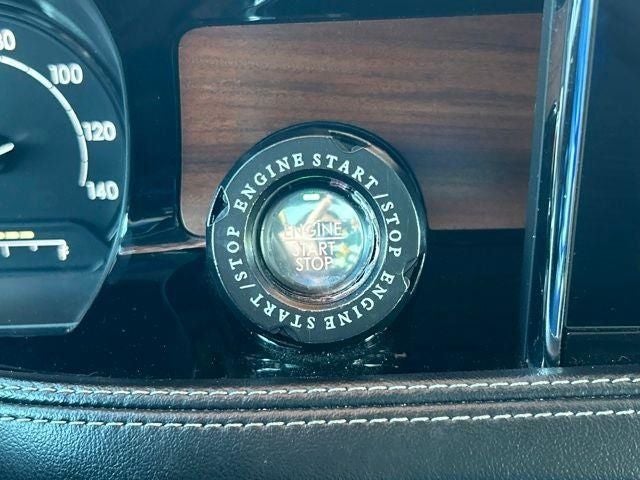 80
100
120
140
ENGINE START/STOP ENGINE START/STOP
ENGINE
START
STOP